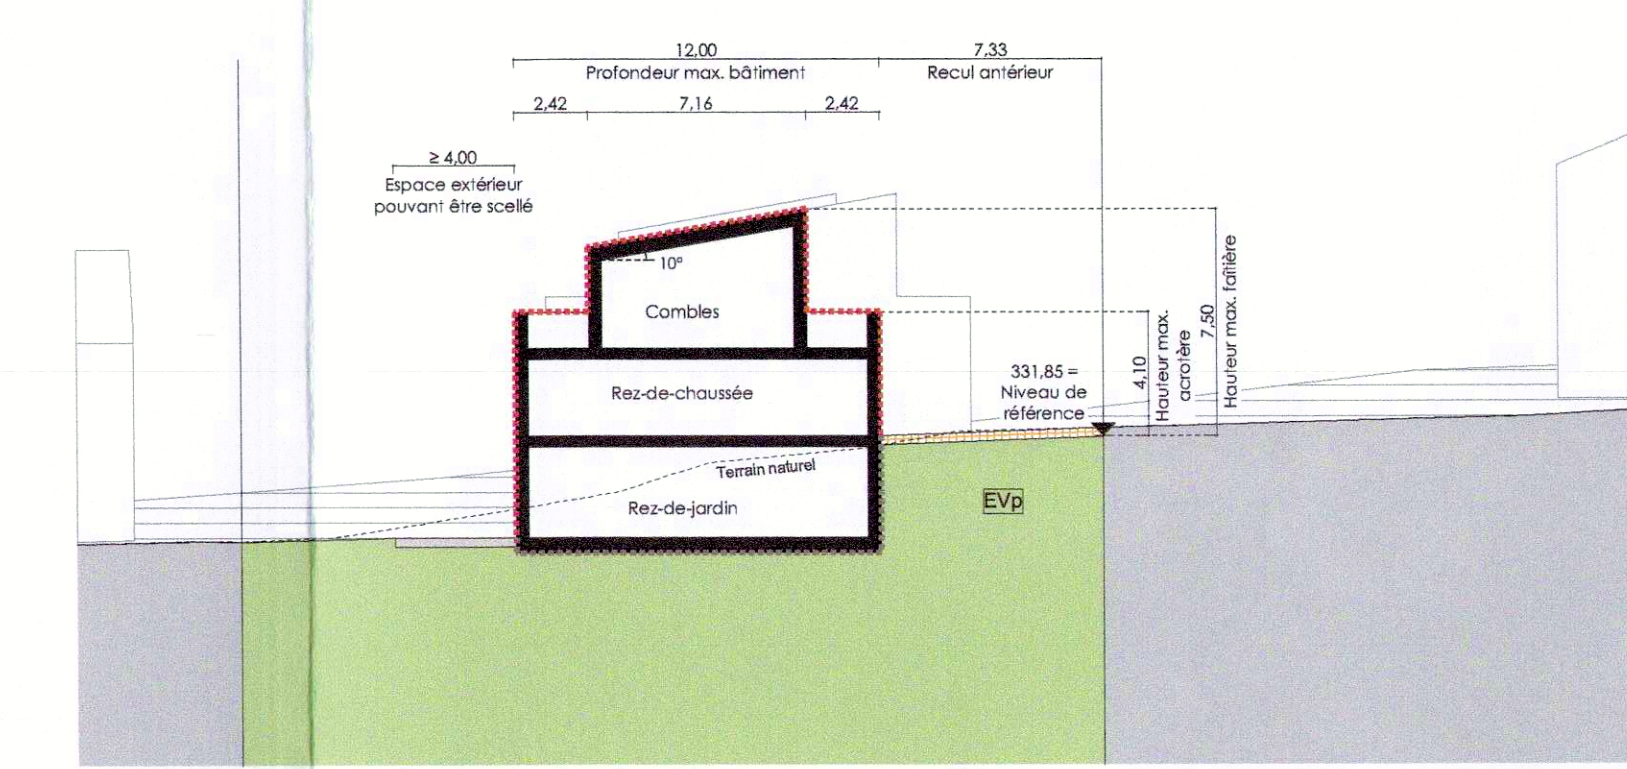 12,00
Profondeur max. bâtiment
7,33
Recul antérieur
2,42
7,16
2,42
≥ 4,00
Espace extérieur
pouvant être scellé
10°
Combles
Rez-de-chaussée
331,85 =
Niveau de
référence
4,10
Hauteur max.
acrotère
7,50
Hauteur max. faîtière
Terrain naturel
Rez-de-jardin
EVp